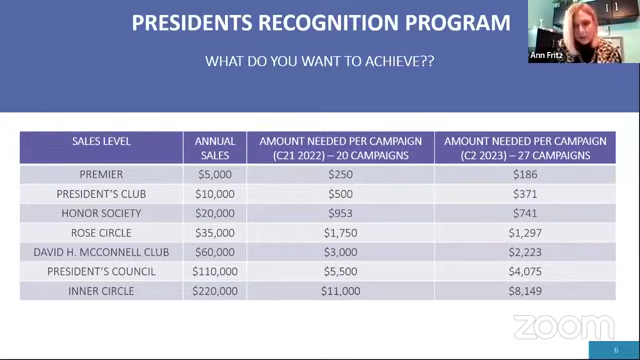 PRESIDENTS RECOGNITION PROGRAM
WHAT DO YOU WANT TO ACHIEVE??
Ann Fritz
SALES LEVEL ANNUAL SALES AMOUNT NEEDED PER CAMPAIGN (C21 2022) – 20 CAMPAIGNS AMOUNT NEEDED PER CAMPAIGN (C2 2023) – 27 CAMPAIGNS
PREMIER $5,000 $250 $186
PRESIDENT'S CLUB $10,000 $500 $371
HONOR SOCIETY $20,000 $953 $741
ROSE CIRCLE $35,000 $1,750 $1,297
DAVID H. MCCONNELL CLUB $60,000 $3,000 $2,223
PRESIDENT'S COUNCIL $110,000 $5,500 $4,075
INNER CIRCLE $220,000 $11,000 $8,149
zoom
6